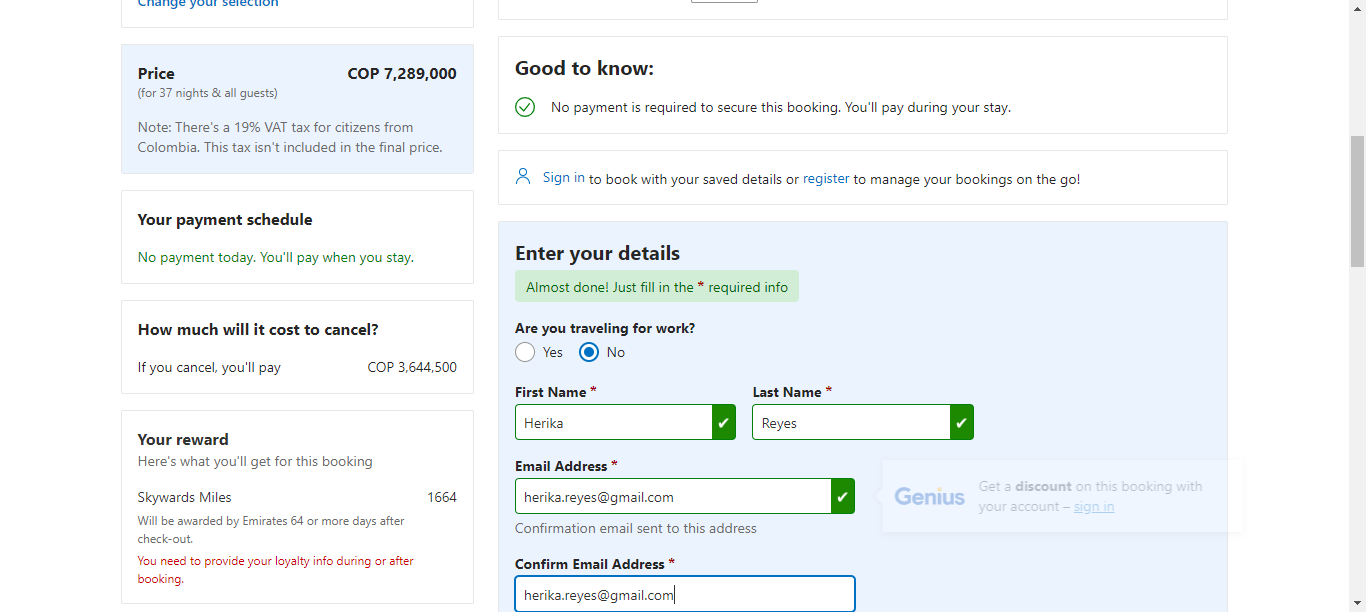 Change your selection
Price COP 7,289,000
(for 37 nights & all guests)
Note: There's a 19% VAT tax for citizens from
Colombia. This tax isn't included in the final price.
Your payment schedule
No payment today. You'll pay when you stay.
How much will it cost to cancel?
If you cancel, you'll pay COP 3,644,500
Your reward
Here's what you'll get for this booking
Skywards Miles 1664
Will be awarded by Emirates 64 or more days after
check-out.
You need to provide your loyalty info during or after
booking.
Good to know:
No payment is required to secure this booking. You'll pay during your stay.
Sign in to book with your saved details or register to manage your bookings on the go!
Enter your details
Almost done! Just fill in the * required info
Are you traveling for work?
Yes No
First Name * Last Name *
Herika Reyes
Email Address *
herika.reyes@gmail.com
Confirmation email sent to this address
Genius
Get a discount on this booking with
your account – sign in
Confirm Email Address *
herika.reyes@gmail.com